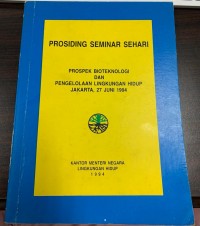 PROSIDING SEMINAR SEHARI
PROSPEK BIOTEKNOLOGI
DAN
PENGELOLAAN LINGKUNGAN HIDUP
JAKARTA, 27 JUNI 1994
KANTOR MENTERI NEGARA
LINGKUNGAN HIDUP
1994